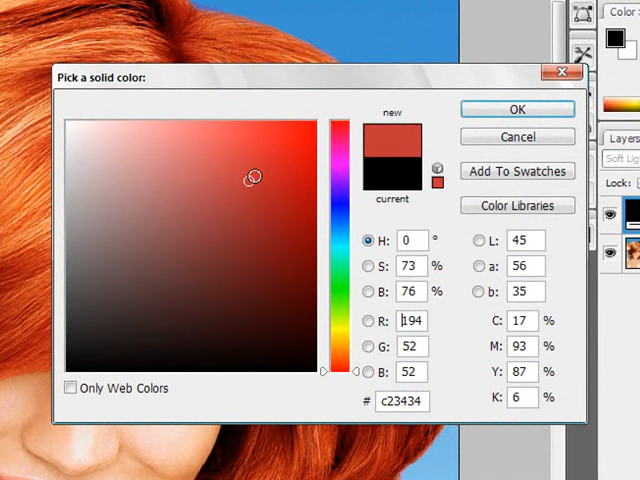 Color
Pick a solid color:
new
current
OK
Cancel
Add To Swatches
Color Libraries
Layers
Soft Lig
Lock:
H: 0 ° L: 45
S: 73 % a: 56
B: 76 % b: 35
R: 194 C: 17 %
G: 52 M: 93 %
B: 52 Y: 87 %
# c23434 K: 6 %
Only Web Colors